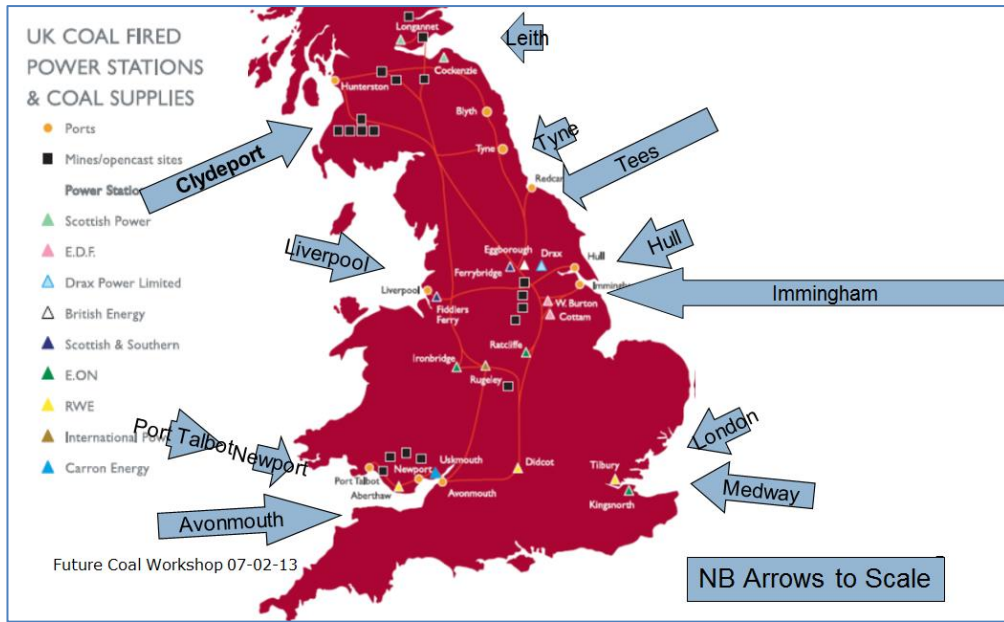 UK COAL FIRED
POWER STATIONS
& COAL SUPPLIES
Ports
Mines/opencast sites
Power Station
Scottish Power
E.D.F.
Drax Power Limited
British Energy
Scottish & Southern
E.ON
RWE
International Pow
Carron Energy
Longannet
Leith
Cockenzie
Hunterston
Blyth
Tyne
Tyne
Tees
Clydeport
Redcar
Liverpool
Hull
Eggborough
Drax
Hull
Ferrybridge
Immingha
Immingham
Liverpool
Fiddlers
Ferry
W. Burton
Cottam
Ratcliffe
Ironbridge
Rugeley
Port Talbot
Newport
London
Uskmouth
Newport
Port Talbot
Aberthaw
Avonmouth
Didcot
Tilbury
Kingsnorth
Medway
Avonmouth
Future Coal Workshop 07-02-13
NB Arrows to Scale